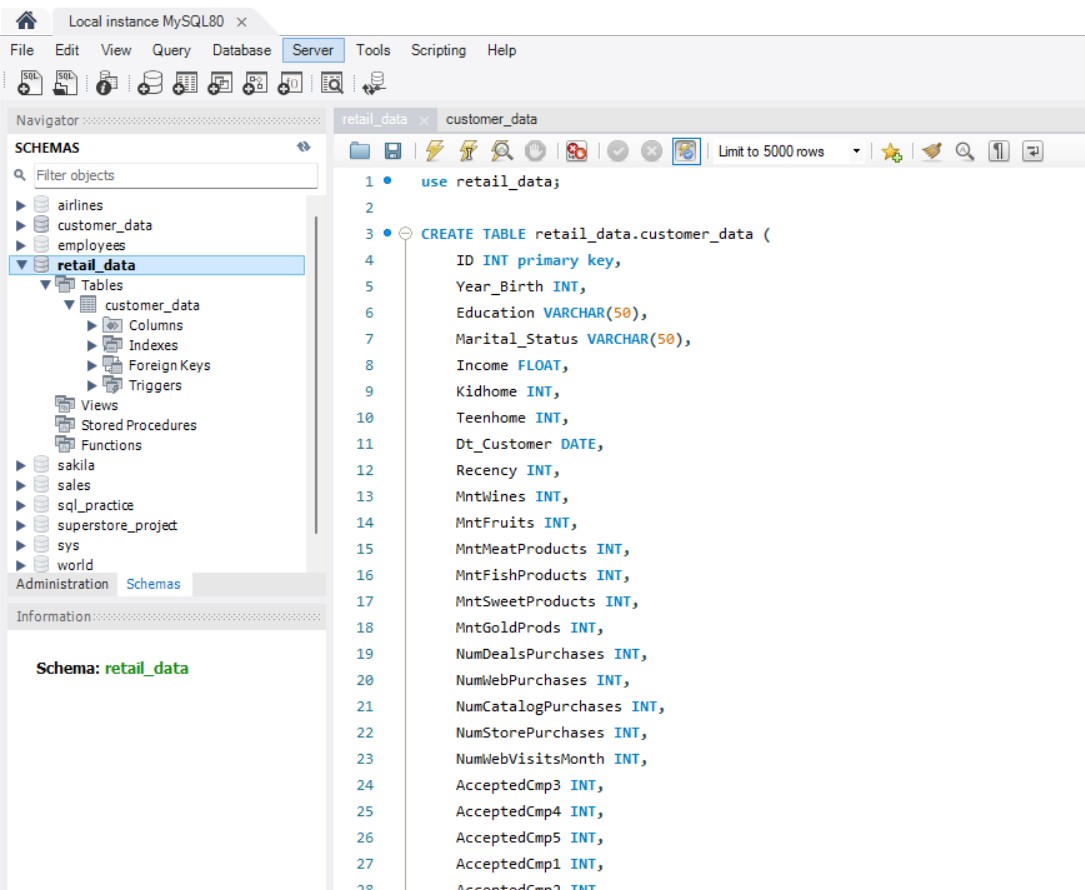 Local instance MySQL80
File Edit View Query Database Server Tools Scripting Help
SQL SQL
Navigator
SCHEMAS
Filter objects
airlines
customer_data
employees
retail_data
Tables
customer_data
Columns
Indexes
Foreign Keys
Triggers
Views
Stored Procedures
Functions
sakila
sales
sql_practice
superstore_project
sys
world
Administration Schemas
Information
Schema: retail_data
retail_data customer_data
Limit to 5000 rows
1 use retail_data;
2
3 CREATE TABLE retail_data.customer_data (
4 ID INT primary key,
5 Year_Birth INT,
6 Education VARCHAR(50),
7 Marital_Status VARCHAR(50),
8 Income FLOAT,
9 Kidhome INT,
10 Teenhome INT,
11 Dt_Customer DATE,
12 Recency INT,
13 MntWines INT,
14 MntFruits INT,
15 MntMeatProducts INT,
16 MntFishProducts INT,
17 MntSweetProducts INT,
18 MntGoldProds INT,
19 NumDealsPurchases INT,
20 NumWebPurchases INT,
21 NumCatalogPurchases INT,
22 NumStorePurchases INT,
23 NumWebVisitsMonth INT,
24 AcceptedCmp3 INT,
25 AcceptedCmp4 INT,
26 AcceptedCmp5 INT,
27 AcceptedCmp1 INT,
28 AcceptedCmp2 INT